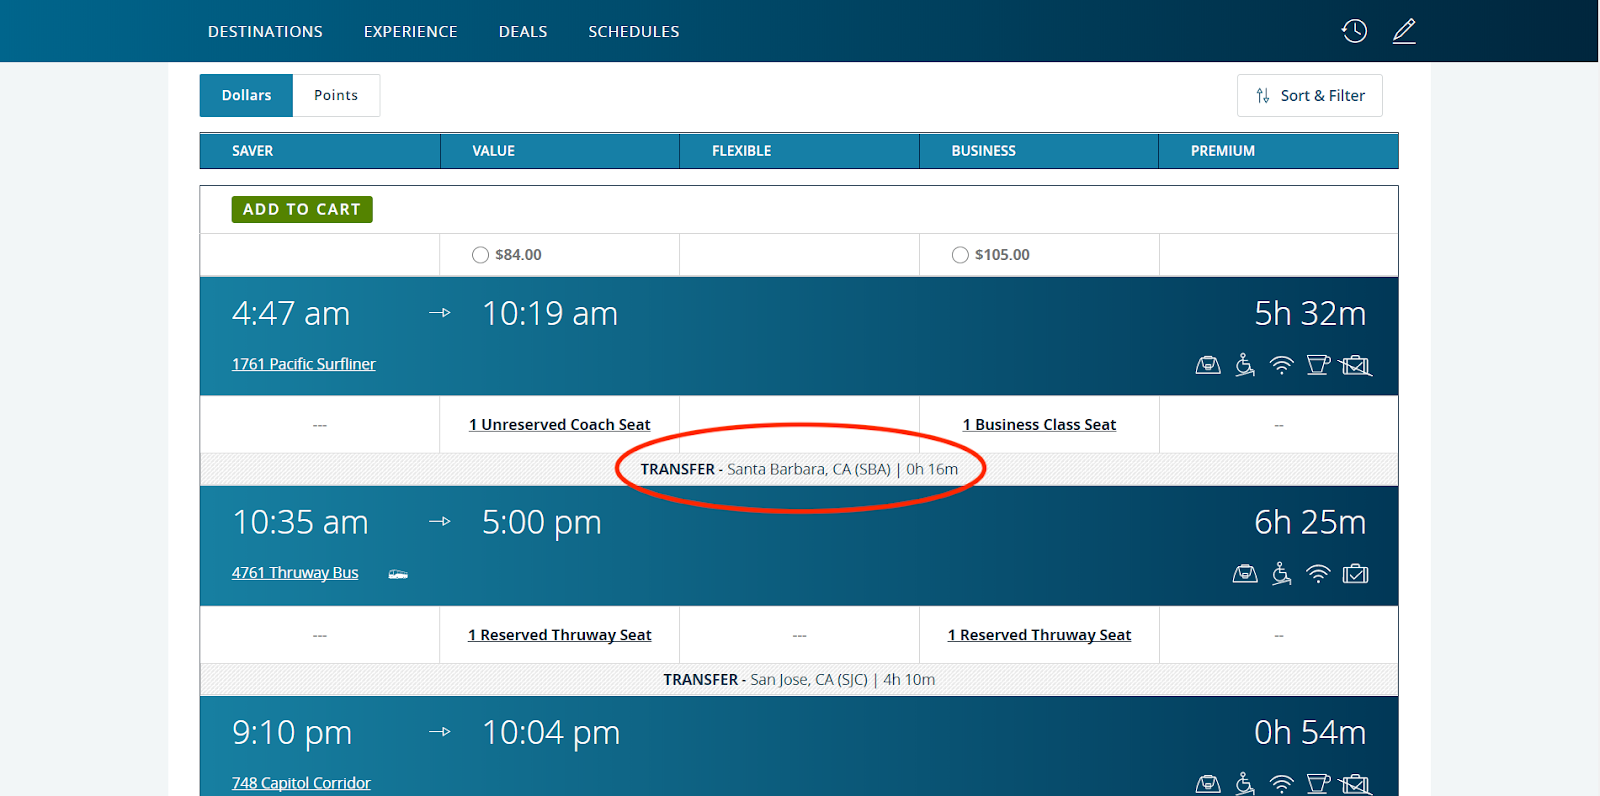 DESTINATIONS EXPERIENCE DEALS SCHEDULES
Dollars Points Sort & Filter
SAVER VALUE FLEXIBLE BUSINESS PREMIUM
ADD TO CART
$84.00 $105.00
4:47 am 10:19 am 5h 32m
1761 Pacific Surfliner
--- 1 Unreserved Coach Seat 1 Business Class Seat --
TRANSFER - Santa Barbara, CA (SBA) | 0h 16m
10:35 am 5:00 pm 6h 25m
4761 Thruway Bus
--- 1 Reserved Thruway Seat --- 1 Reserved Thruway Seat --
TRANSFER - San Jose, CA (SJC) | 4h 10m
9:10 pm 10:04 pm 0h 54m
748 Capitol Corridor